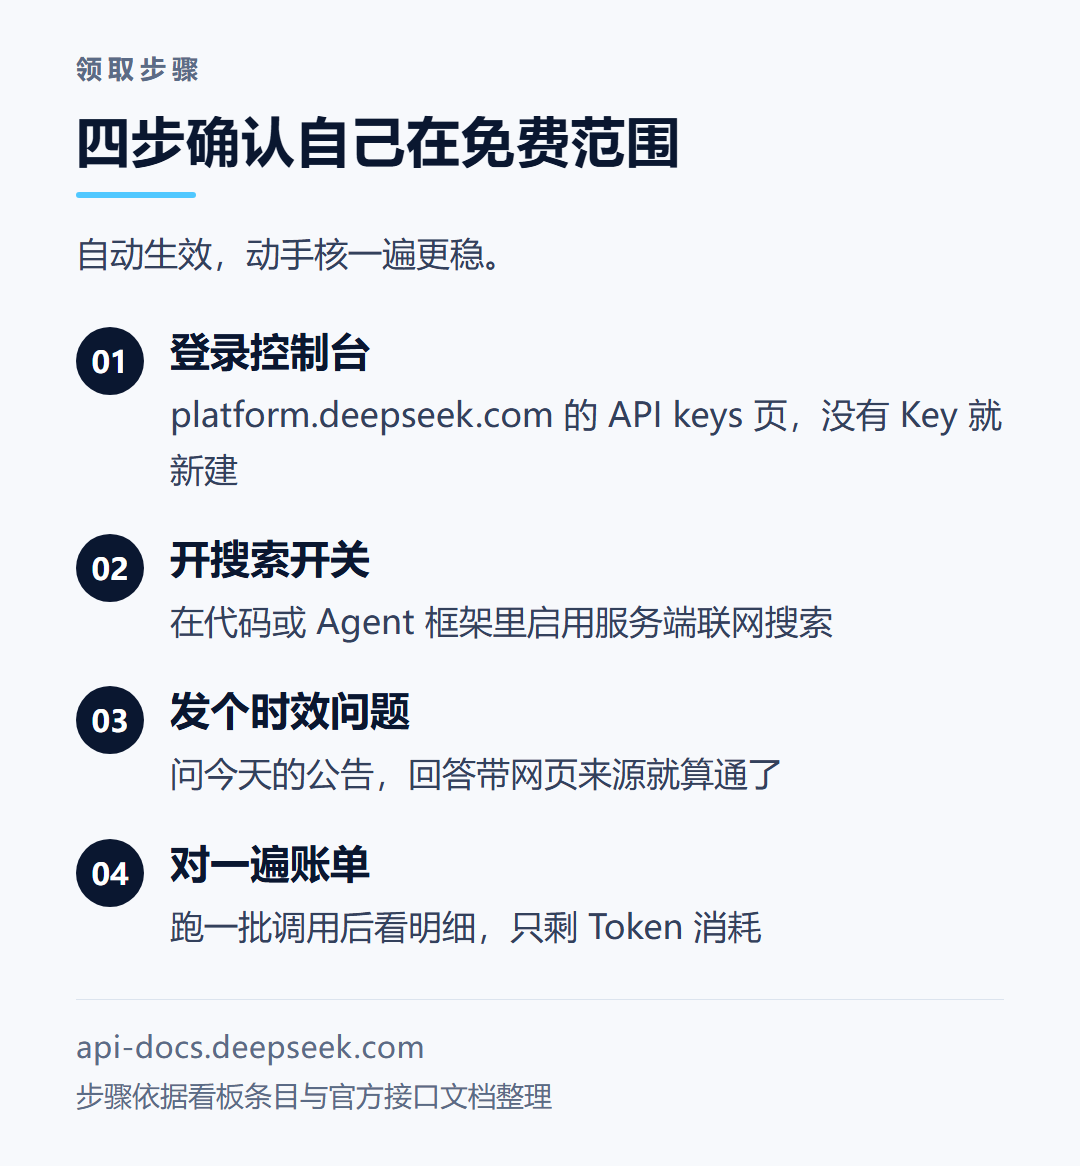 领取步骤
四步确认自己在免费范围
自动生效，动手核一遍更稳。
01
登录控制台
platform.deepseek.com 的 API keys 页，没有 Key 就
新建
02
开搜索开关
在代码或 Agent 框架里启用服务端联网搜索
03
发个时效问题
问今天的公告，回答带网页来源就算通了
04
对一遍账单
跑一批调用后看明细，只剩 Token 消耗
api-docs.deepseek.com
步骤依据看板条目与官方接口文档整理